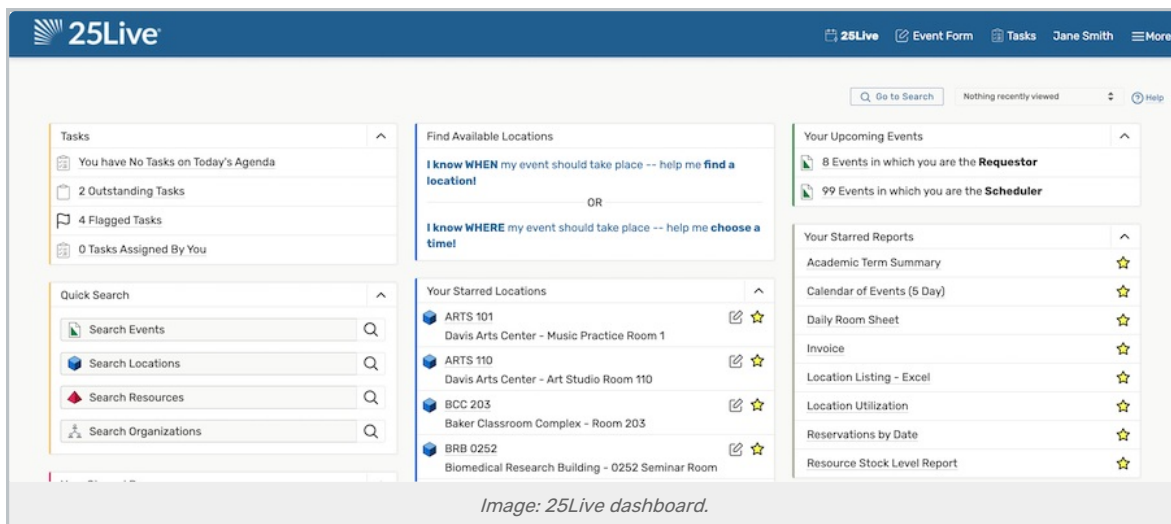 25Live
25Live Event Form Tasks Jane Smith More
Go to Search Nothing recently viewed Help
Tasks
You have No Tasks on Today's Agenda
2 Outstanding Tasks
4 Flagged Tasks
0 Tasks Assigned By You
Quick Search
Search Events
Search Locations
Search Resources
Search Organizations
Find Available Locations
I know WHEN my event should take place -- help me find a
location!
OR
I know WHERE my event should take place -- help me choose a
time!
Your Starred Locations
ARTS 101
Davis Arts Center - Music Practice Room 1
ARTS 110
Davis Arts Center - Art Studio Room 110
BCC 203
Baker Classroom Complex - Room 203
BRB 0252
Biomedical Research Building - 0252 Seminar Room
Your Upcoming Events
8 Events in which you are the Requestor
99 Events in which you are the Scheduler
Your Starred Reports
Academic Term Summary
Calendar of Events (5 Day)
Daily Room Sheet
Invoice
Location Listing - Excel
Location Utilization
Reservations by Date
Resource Stock Level Report
Image: 25Live dashboard.